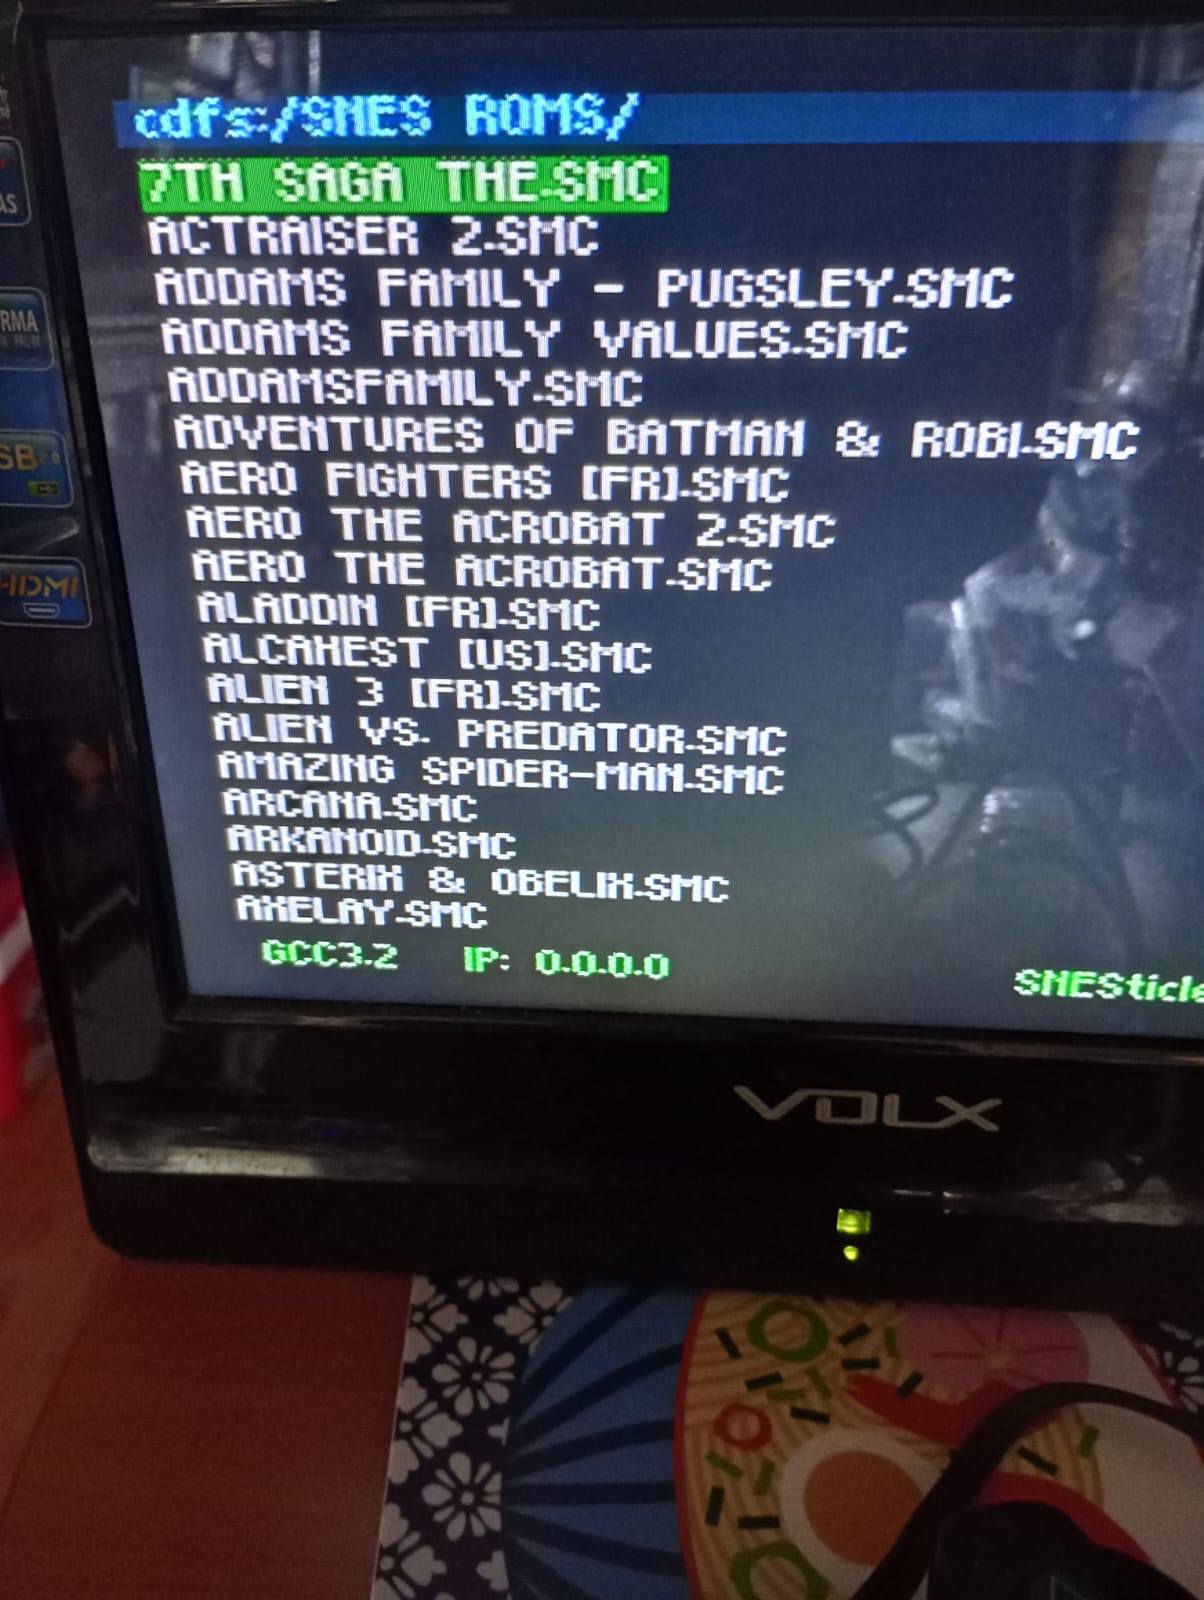 cdfs:/SNES ROMS/
7TH SAGA THE.SMC
ACTRAISER 2.SMC
ADDAMS FAMILY - PUGSLEY.SMC
ADDAMS FAMILY VALUES.SMC
ADDAMSFAMILY.SMC
ADVENTURES OF BATMAN & ROBI.SMC
AERO FIGHTERS [FR].SMC
AERO THE ACROBAT 2.SMC
AERO THE ACROBAT.SMC
ALADDIN [FR].SMC
ALCAHEST [US].SMC
ALIEN 3 [FR].SMC
ALIEN VS. PREDATOR.SMC
AMAZING SPIDER-MAN.SMC
ARCANA.SMC
ARKANOID.SMC
ASTERIX & OBELIX.SMC
AXELAY.SMC
GCC3.2 IP: 0.0.0.0
SNESticle
VOLX
HDMI